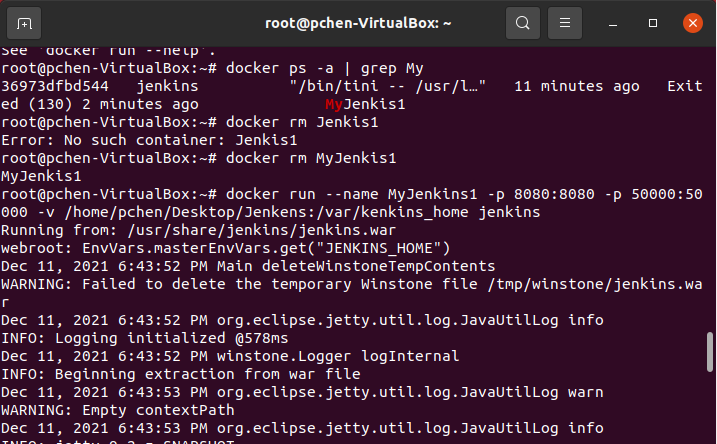 root@pchen-VirtualBox: ~
See 'docker run --help'.
root@pchen-VirtualBox:~# docker ps -a | grep My
36973dfbd544   jenkins             "/bin/tini -- /usr/l…"   11 minutes ago   Exit
ed (130) 2 minutes ago                 MyJenkis1
root@pchen-VirtualBox:~# docker rm Jenkis1
Error: No such container: Jenkis1
root@pchen-VirtualBox:~# docker rm MyJenkis1
MyJenkis1
root@pchen-VirtualBox:~# docker run --name MyJenkins1 -p 8080:8080 -p 50000:50
000 -v /home/pchen/Desktop/Jenkens:/var/kenkins_home jenkins
Running from: /usr/share/jenkins/jenkins.war
webroot: EnvVars.masterEnvVars.get("JENKINS_HOME")
Dec 11, 2021 6:43:52 PM Main deleteWinstoneTempContents
WARNING: Failed to delete the temporary Winstone file /tmp/winstone/jenkins.wa
r
Dec 11, 2021 6:43:52 PM org.eclipse.jetty.util.log.JavaUtilLog info
INFO: Logging initialized @578ms
Dec 11, 2021 6:43:52 PM winstone.Logger logInternal
INFO: Beginning extraction from war file
Dec 11, 2021 6:43:53 PM org.eclipse.jetty.util.log.JavaUtilLog warn
WARNING: Empty contextPath
Dec 11, 2021 6:43:53 PM org.eclipse.jetty.util.log.JavaUtilLog info
INFO: jetty-9.2.z-SNAPSHOT